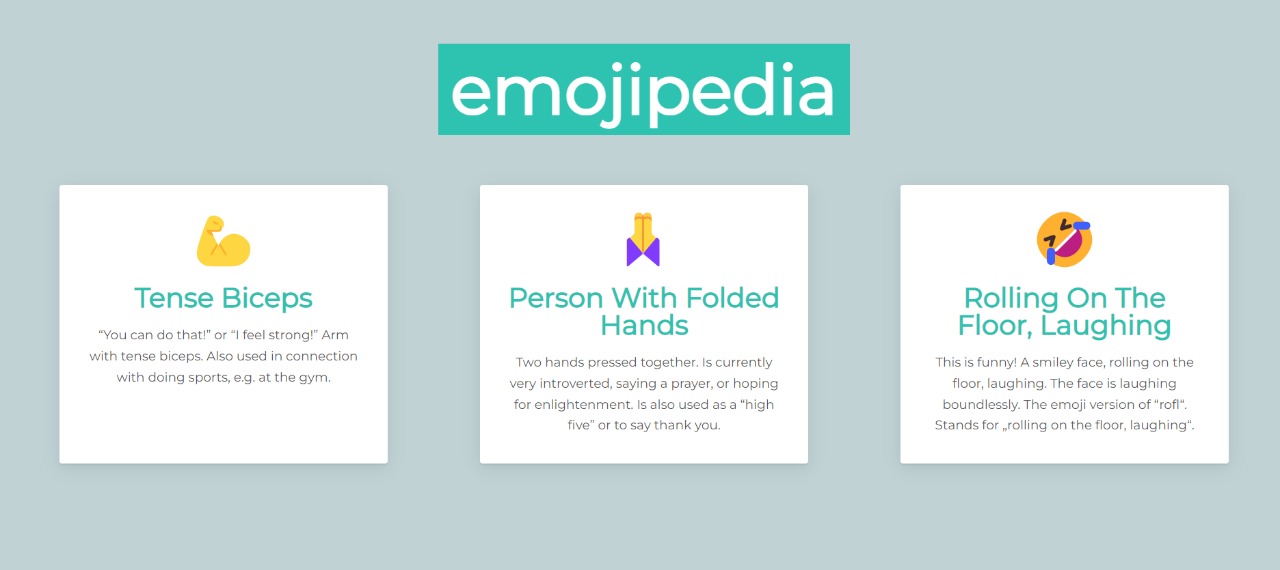 emojipedia
Tense Biceps
“You can do that!” or “I feel strong!” Arm
with tense biceps. Also used in connection
with doing sports, e.g. at the gym.
Person With Folded
Hands
Two hands pressed together. Is currently
very introverted, saying a prayer, or hoping
for enlightenment. Is also used as a “high
five” or to say thank you.
Rolling On The
Floor, Laughing
This is funny! A smiley face, rolling on the
floor, laughing. The face is laughing
boundlessly. The emoji version of “rofl“.
Stands for „rolling on the floor, laughing“.